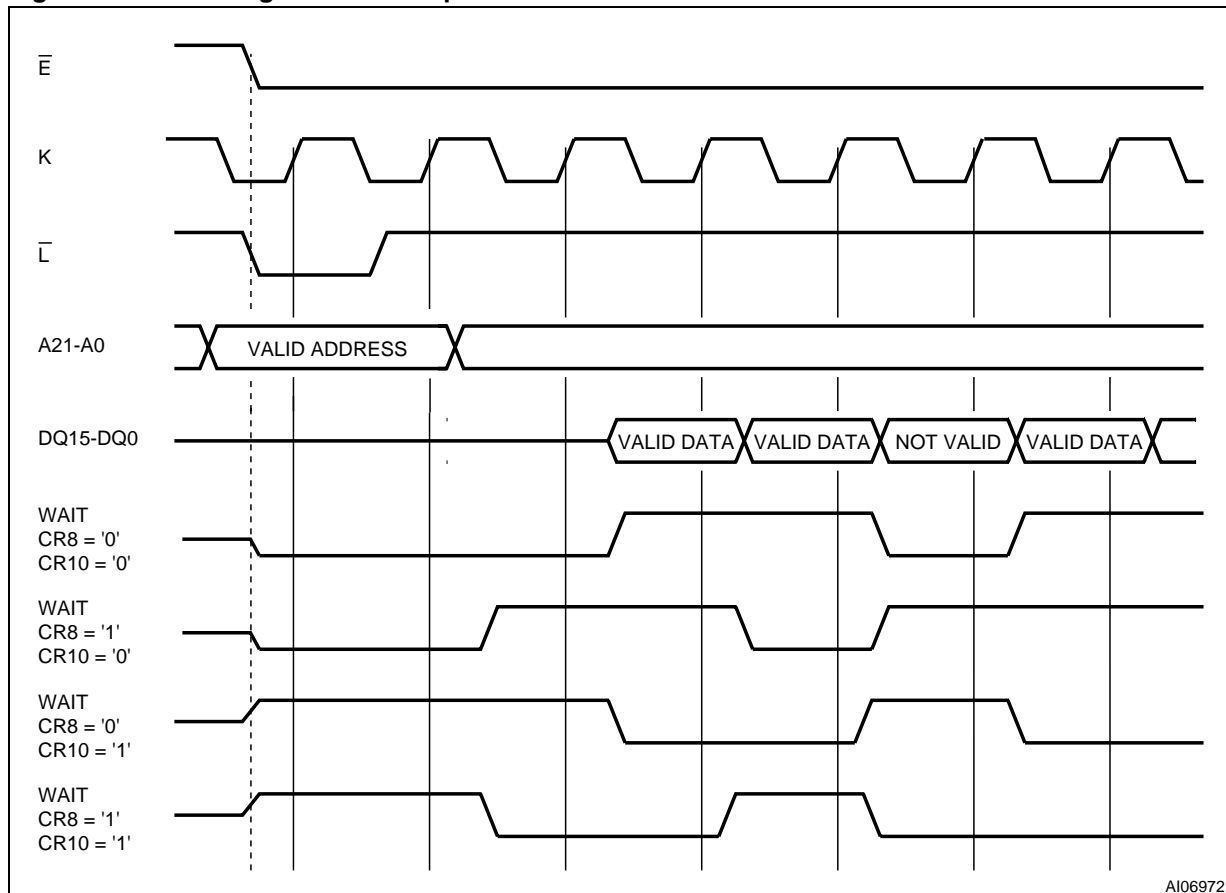 E
K
L
A21-A0
VALID ADDRESS
DQ15-DQ0
VALID DATA VALID DATA NOT VALID VALID DATA
WAIT
CR8 = '0'
CR10 = '0'
WAIT
CR8 = '1'
CR10 = '0'
WAIT
CR8 = '0'
CR10 = '1'
WAIT
CR8 = '1'
CR10 = '1'
AI06972